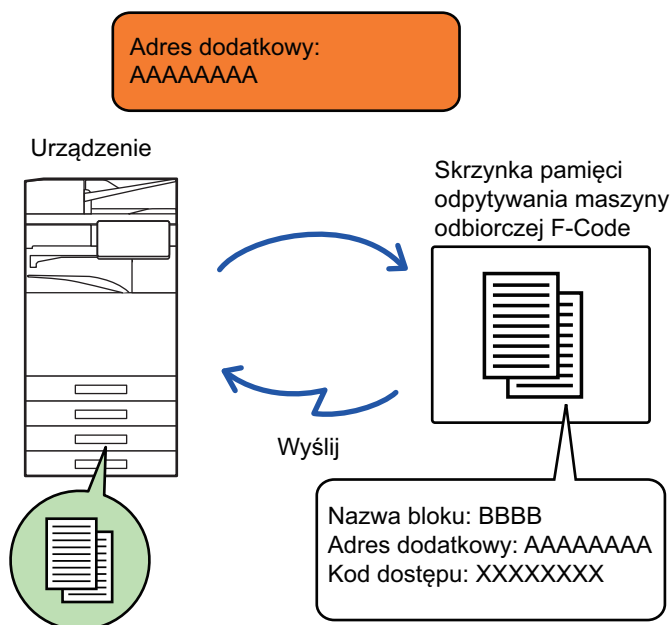 Adres dodatkowy:
AAAAAAAA
Urządzenie
Skrzynka pamięci
odpytywania maszyny
odbiorczej F-Code
Wyślij
Nazwa bloku: BBBB
Adres dodatkowy: AAAAAAAA
Kod dostępu: XXXXXXXX